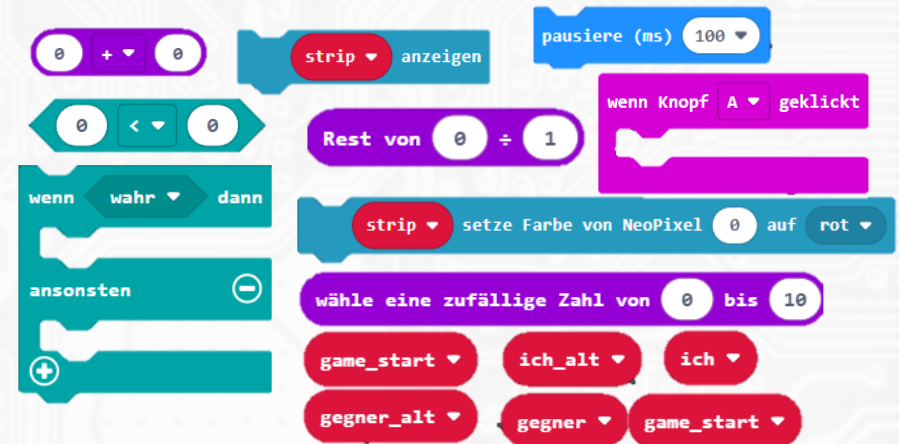 0 + 0
strip anzeigen
pausiere (ms) 100
0 < 0
Rest von 0 ÷ 1
wenn Knopf A geklickt
wenn wahr dann
ansonsten
strip setze Farbe von NeoPixel 0 auf rot
wähle eine zufällige Zahl von 0 bis 10
game_start ich_alt ich
gegner_alt gegner game_start